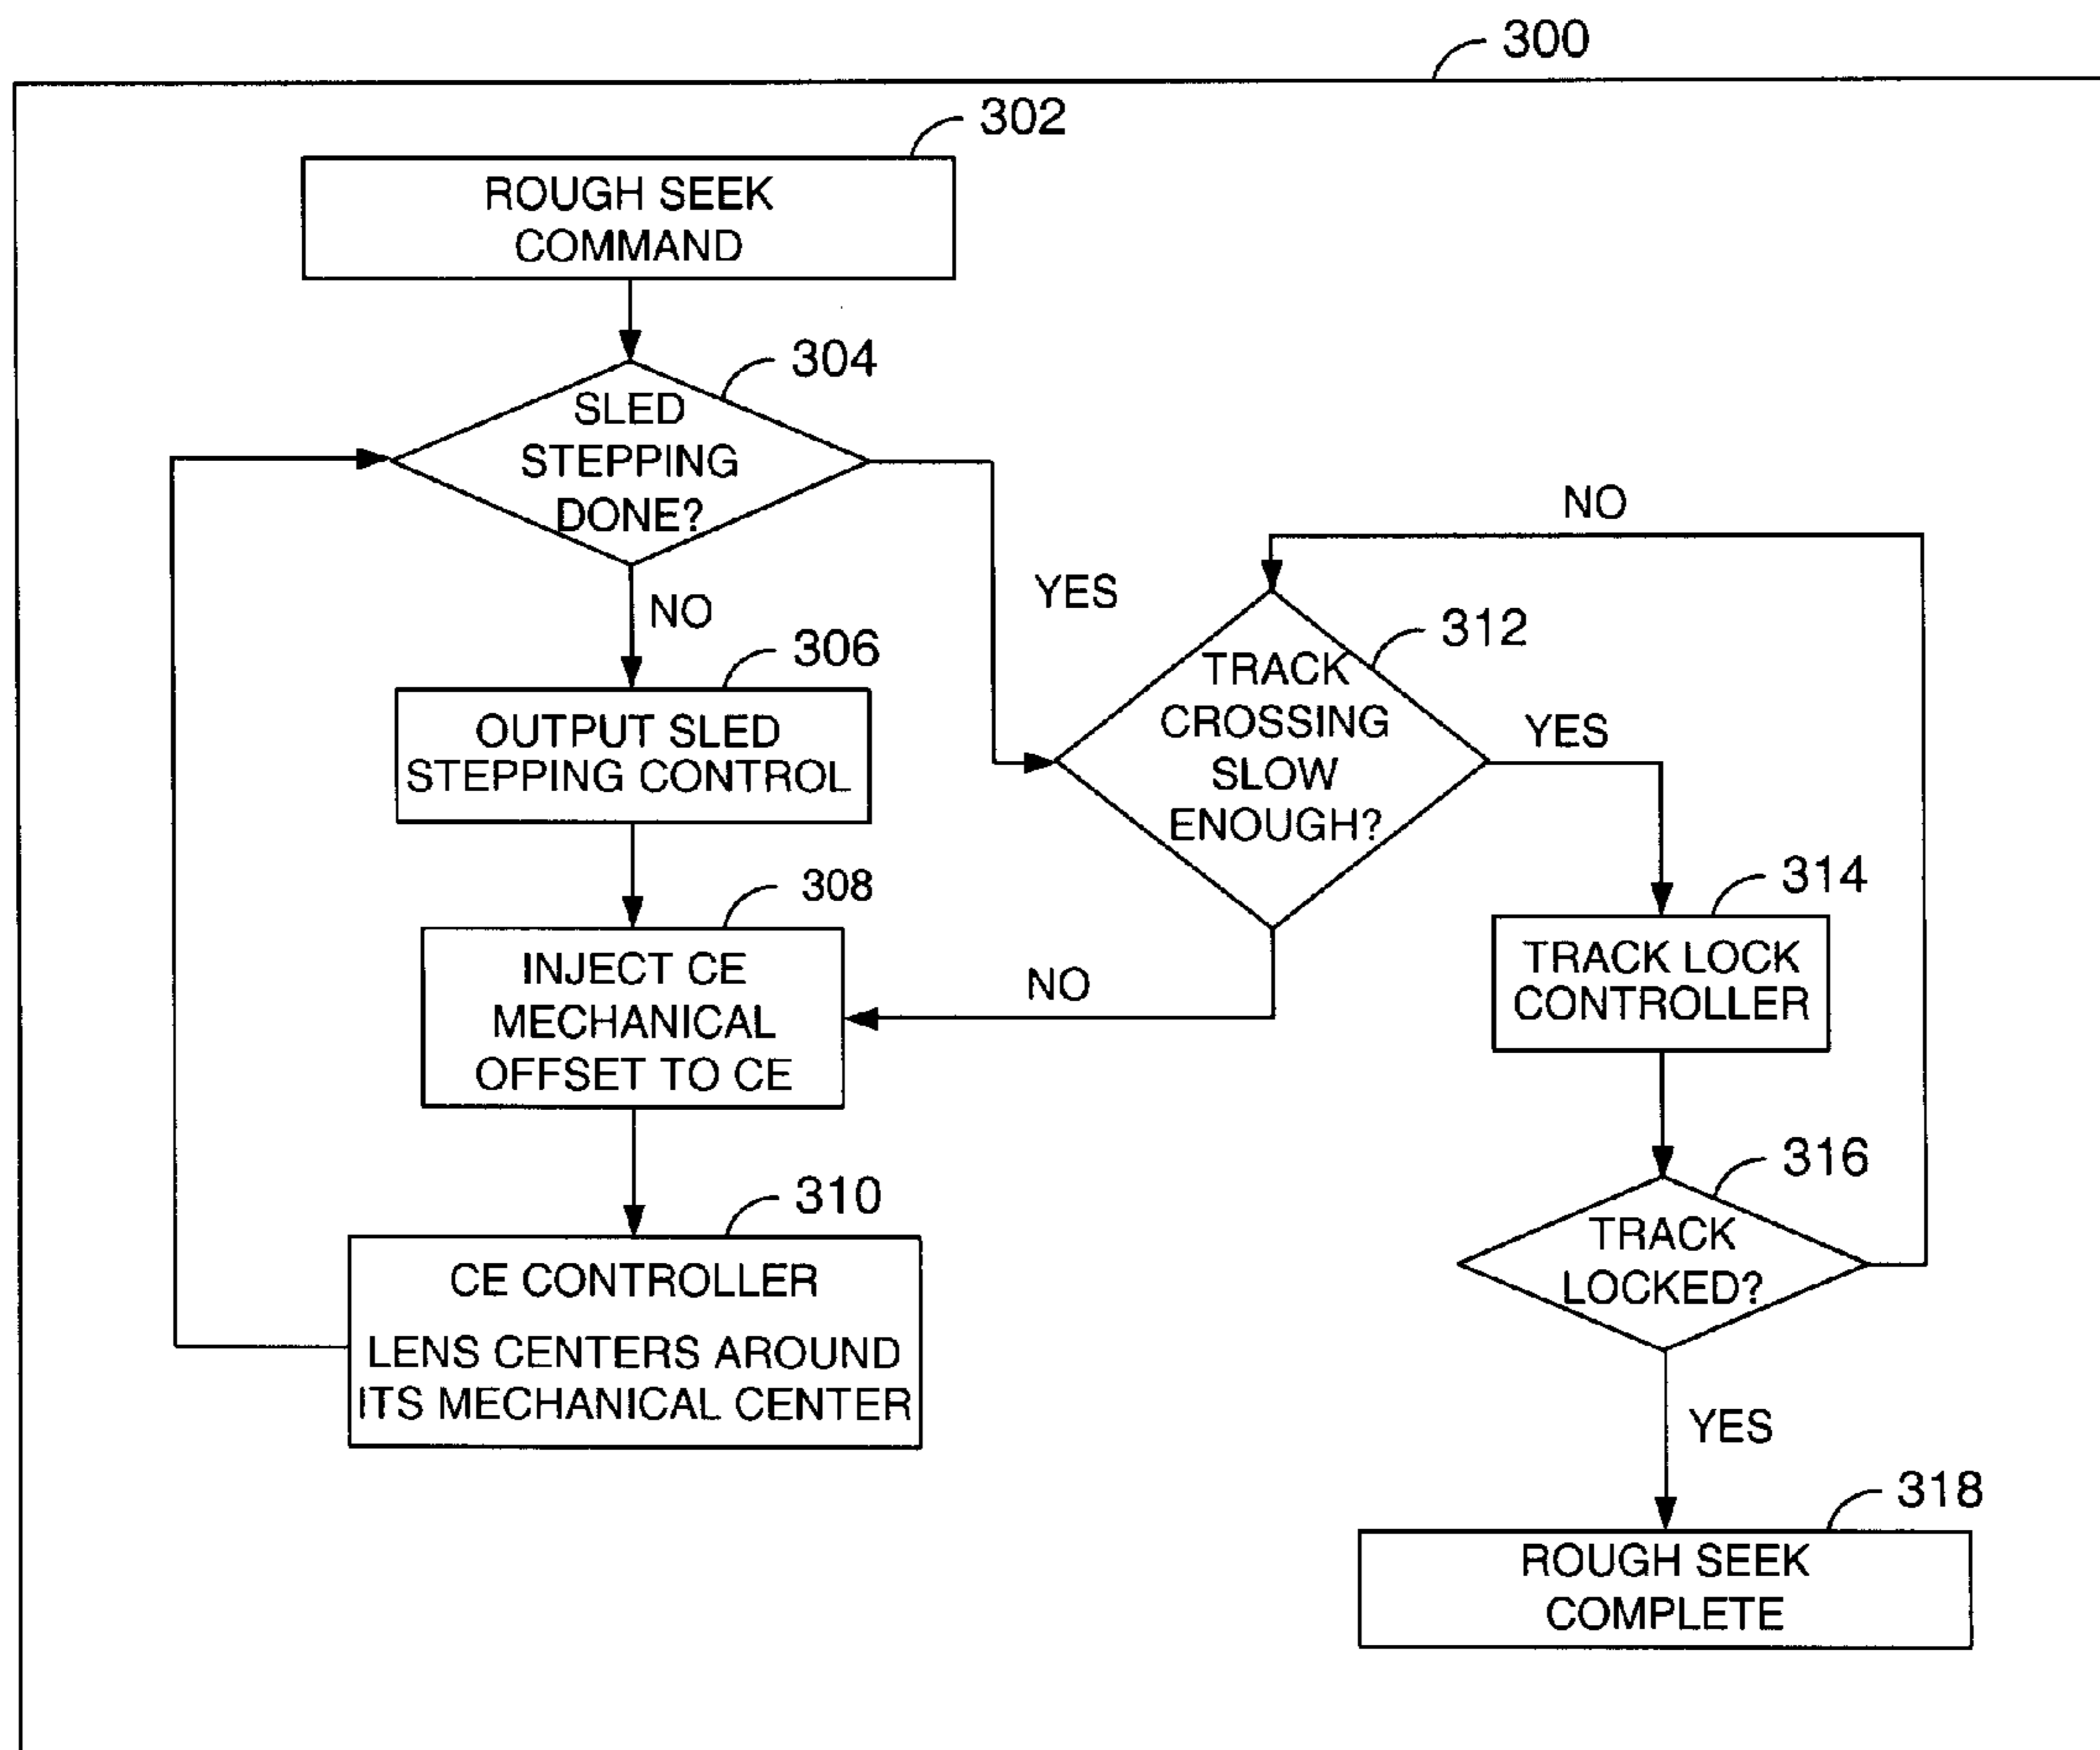 300
302
ROUGH SEEK
COMMAND
304
SLED
STEPPING
DONE?
NO
YES
NO
306
OUTPUT SLED
STEPPING CONTROL
312
TRACK
CROSSING
SLOW
ENOUGH?
YES
308
INJECT CE
MECHANICAL
OFFSET TO CE
NO
314
TRACK LOCK
CONTROLLER
310
CE CONTROLLER
LENS CENTERS AROUND
ITS MECHANICAL CENTER
316
TRACK
LOCKED?
YES
318
ROUGH SEEK
COMPLETE